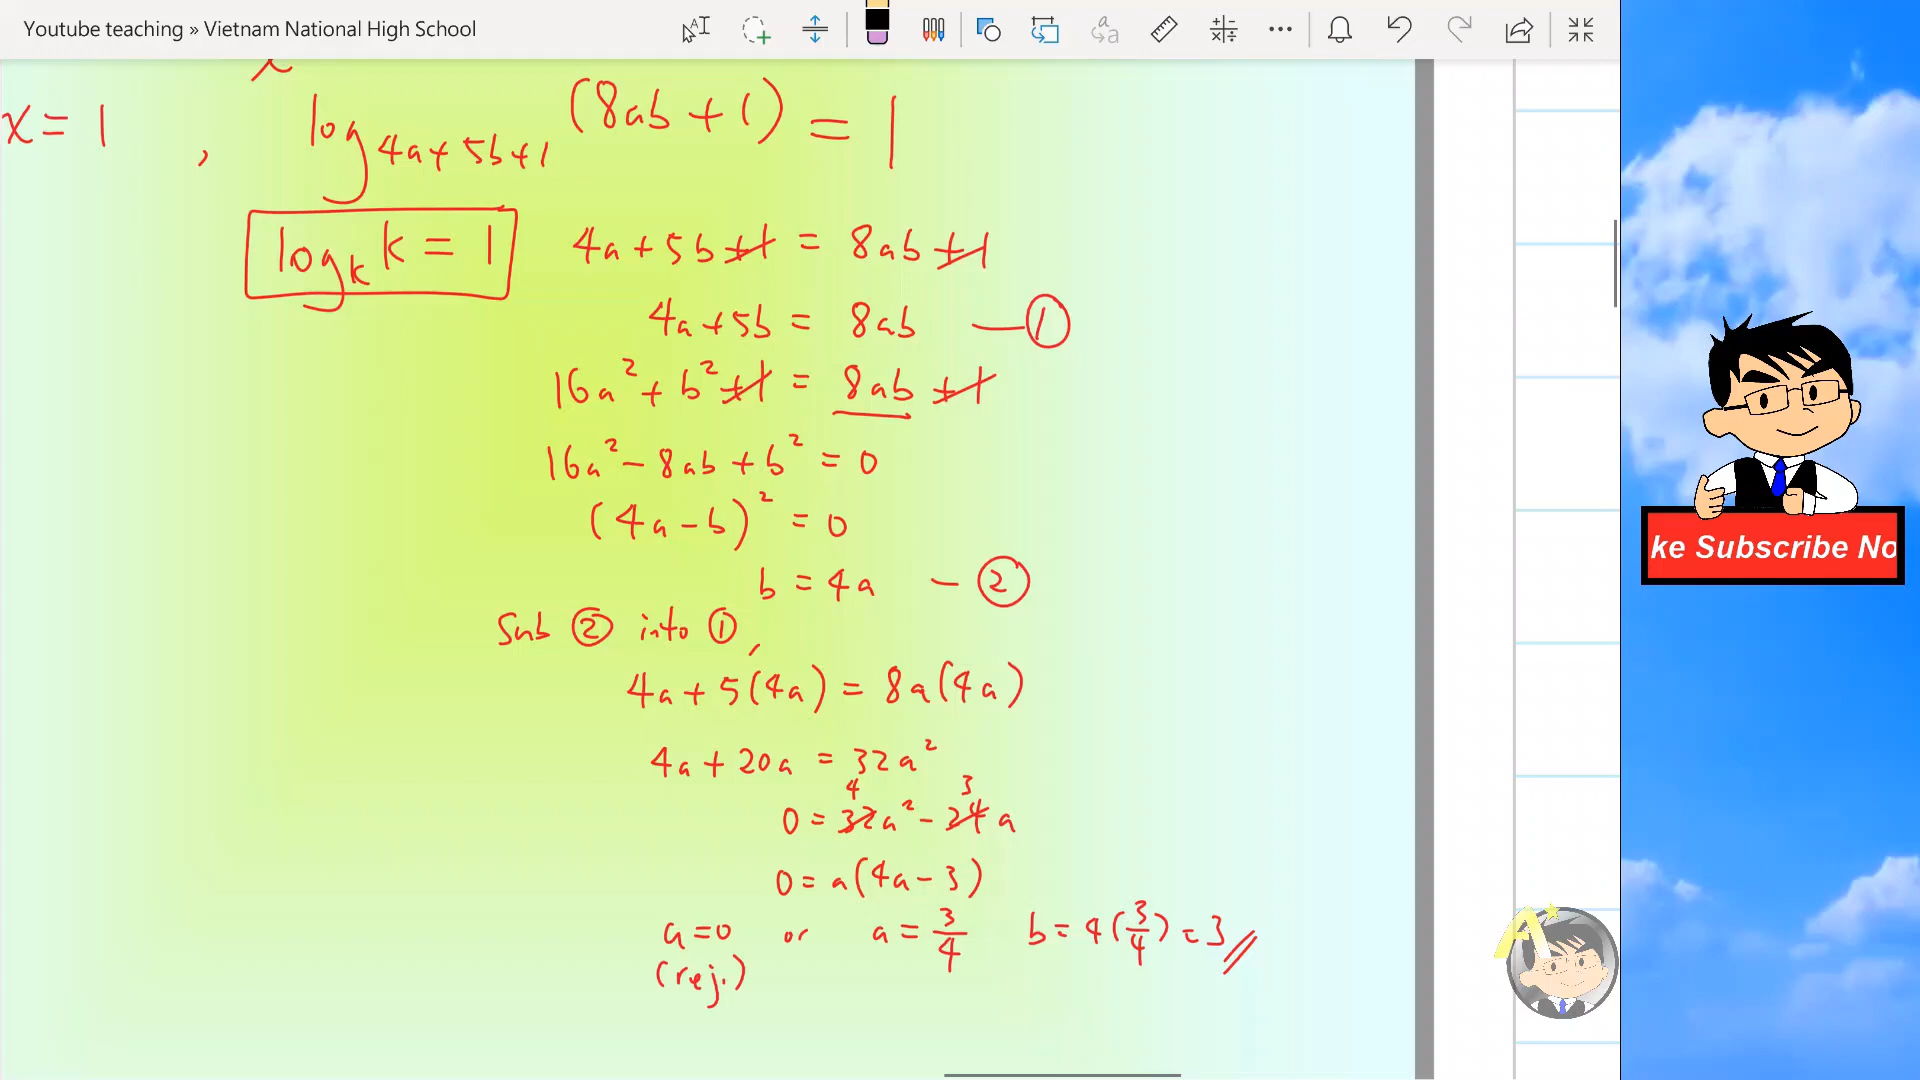 Youtube teaching » Vietnam National High School
x = 1 , log_{4a+5b+1} (8ab + 1) = 1
log_k k = 1
4a + 5b + 1 = 8ab + 1
4a + 5b = 8ab — ①
16a² + b² + 1 = 8ab + 1
16a² - 8ab + b² = 0
(4a - b)² = 0
b = 4a — ②
Sub ② into ①,
4a + 5(4a) = 8a(4a)
4a + 20a = 32a²
4 3
0 = 32a² - 24a
0 = a(4a - 3)
a = 0 or a = 3/4 b = 4(3/4) = 3
(rej.)
ke Subscribe No
A